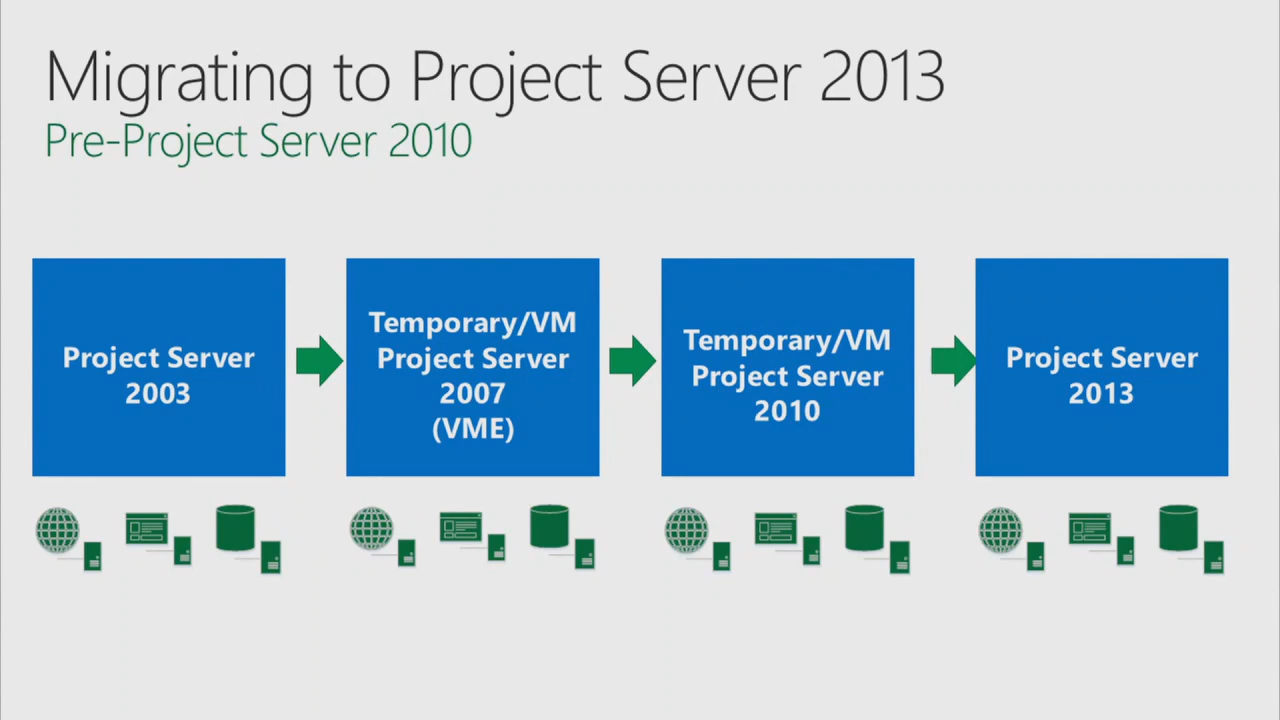 Migrating to Project Server 2013
Pre-Project Server 2010
Project Server
2003
Temporary/VM
Project Server
2007
(VME)
Temporary/VM
Project Server
2010
Project Server
2013